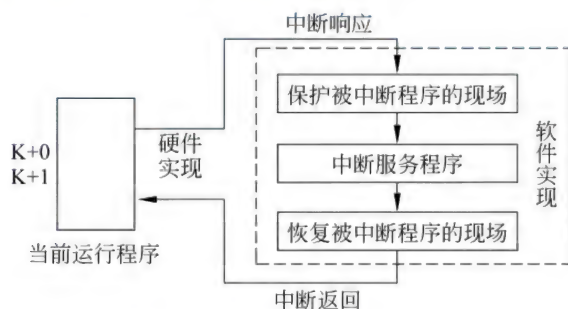 中断响应
保护被中断程序的现场
K+0
K+1
硬件
实现
中断服务程序
软件实现
恢复被中断程序的现场
当前运行程序
中断返回